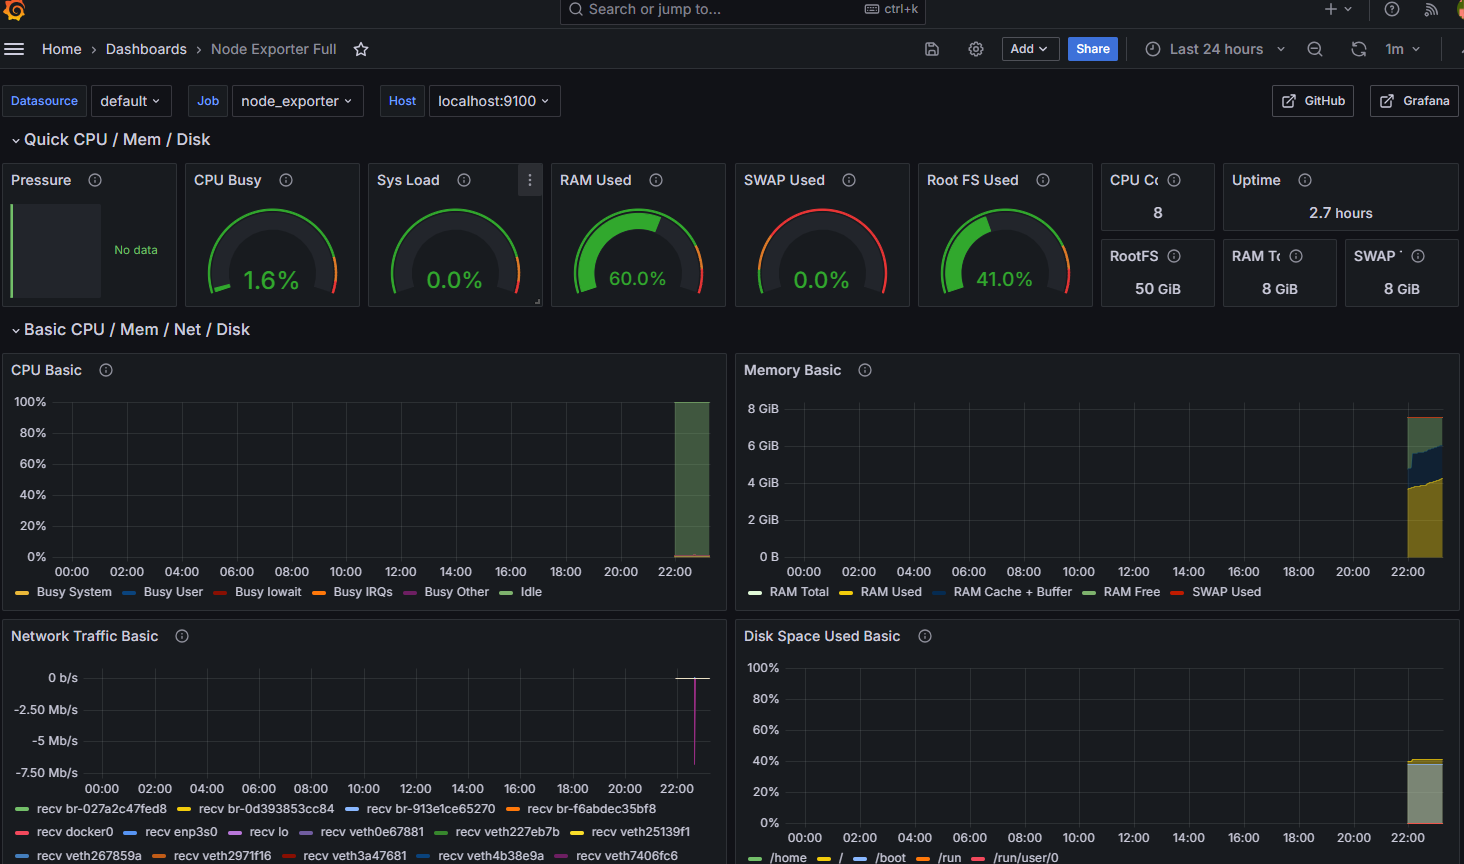 Search or jump to... ctrl+k
Home › Dashboards › Node Exporter Full Add Share Last 24 hours 1m
Datasource default Job node_exporter Host localhost:9100 GitHub Grafana
Quick CPU / Mem / Disk
Pressure CPU Busy Sys Load RAM Used SWAP Used Root FS Used CPU Co Uptime
8 2.7 hours
No data
RootFS RAM To SWAP
1.6% 0.0% 60.0% 0.0% 41.0% 50 GiB 8 GiB 8 GiB
Basic CPU / Mem / Net / Disk
CPU Basic
100%
80%
60%
40%
20%
0%
00:00 02:00 04:00 06:00 08:00 10:00 12:00 14:00 16:00 18:00 20:00 22:00
Busy System Busy User Busy Iowait Busy IRQs Busy Other Idle
Memory Basic
8 GiB
6 GiB
4 GiB
2 GiB
0 B
00:00 02:00 04:00 06:00 08:00 10:00 12:00 14:00 16:00 18:00 20:00 22:00
RAM Total RAM Used RAM Cache + Buffer RAM Free SWAP Used
Network Traffic Basic
0 b/s
-2.50 Mb/s
-5 Mb/s
-7.50 Mb/s
00:00 02:00 04:00 06:00 08:00 10:00 12:00 14:00 16:00 18:00 20:00 22:00
recv br-027a2c47fed8 recv br-0d393853cc84 recv br-913e1ce65270 recv br-f6abdec35bf8
recv docker0 recv enp3s0 recv lo recv veth0e67881 recv veth227eb7b recv veth25139f1
recv veth267859a recv veth2971f16 recv veth3a47681 recv veth4b38e9a recv veth7406fc6
Disk Space Used Basic
100%
80%
60%
40%
20%
0%
00:00 02:00 04:00 06:00 08:00 10:00 12:00 14:00 16:00 18:00 20:00 22:00
/home / /boot /run /run/user/0